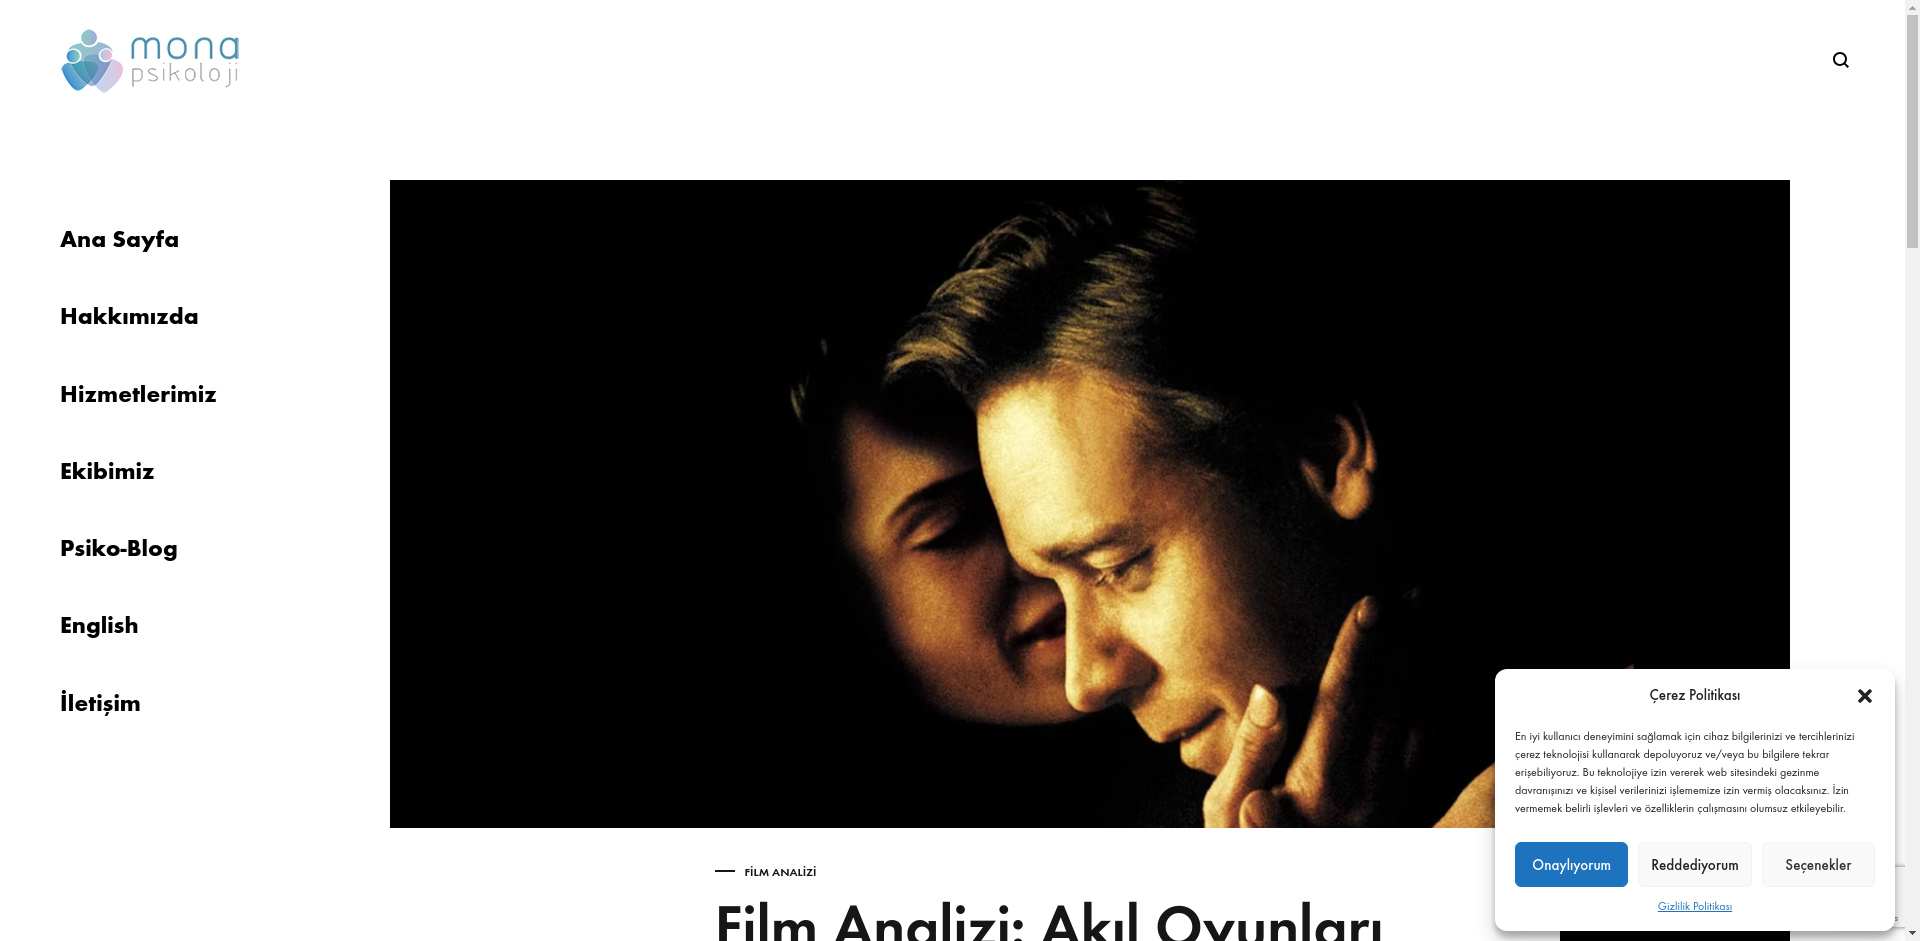 mona
psikoloji
Ana Sayfa
Hakkımızda
Hizmetlerimiz
Ekibimiz
Psiko-Blog
English
İletişim
FİLM ANALİZİ
Film Analizi: Akıl Oyunları
Çerez Politikası
En iyi kullanıcı deneyimini sağlamak için cihaz bilgilerinizi ve tercihlerinizi
çerez teknolojisi kullanarak depoluyoruz ve/veya bu bilgilere tekrar
erişebiliyoruz. Bu teknolojiye izin vererek web sitesindeki gezinme
davranışınızı ve kişisel verilerinizi işlememize izin vermiş olacaksınız. İzin
vermemek belirli işlevleri ve özelliklerin çalışmasını olumsuz etkileyebilir.
Onaylıyorum
Reddediyorum
Seçenekler
Gizlilik Politikası